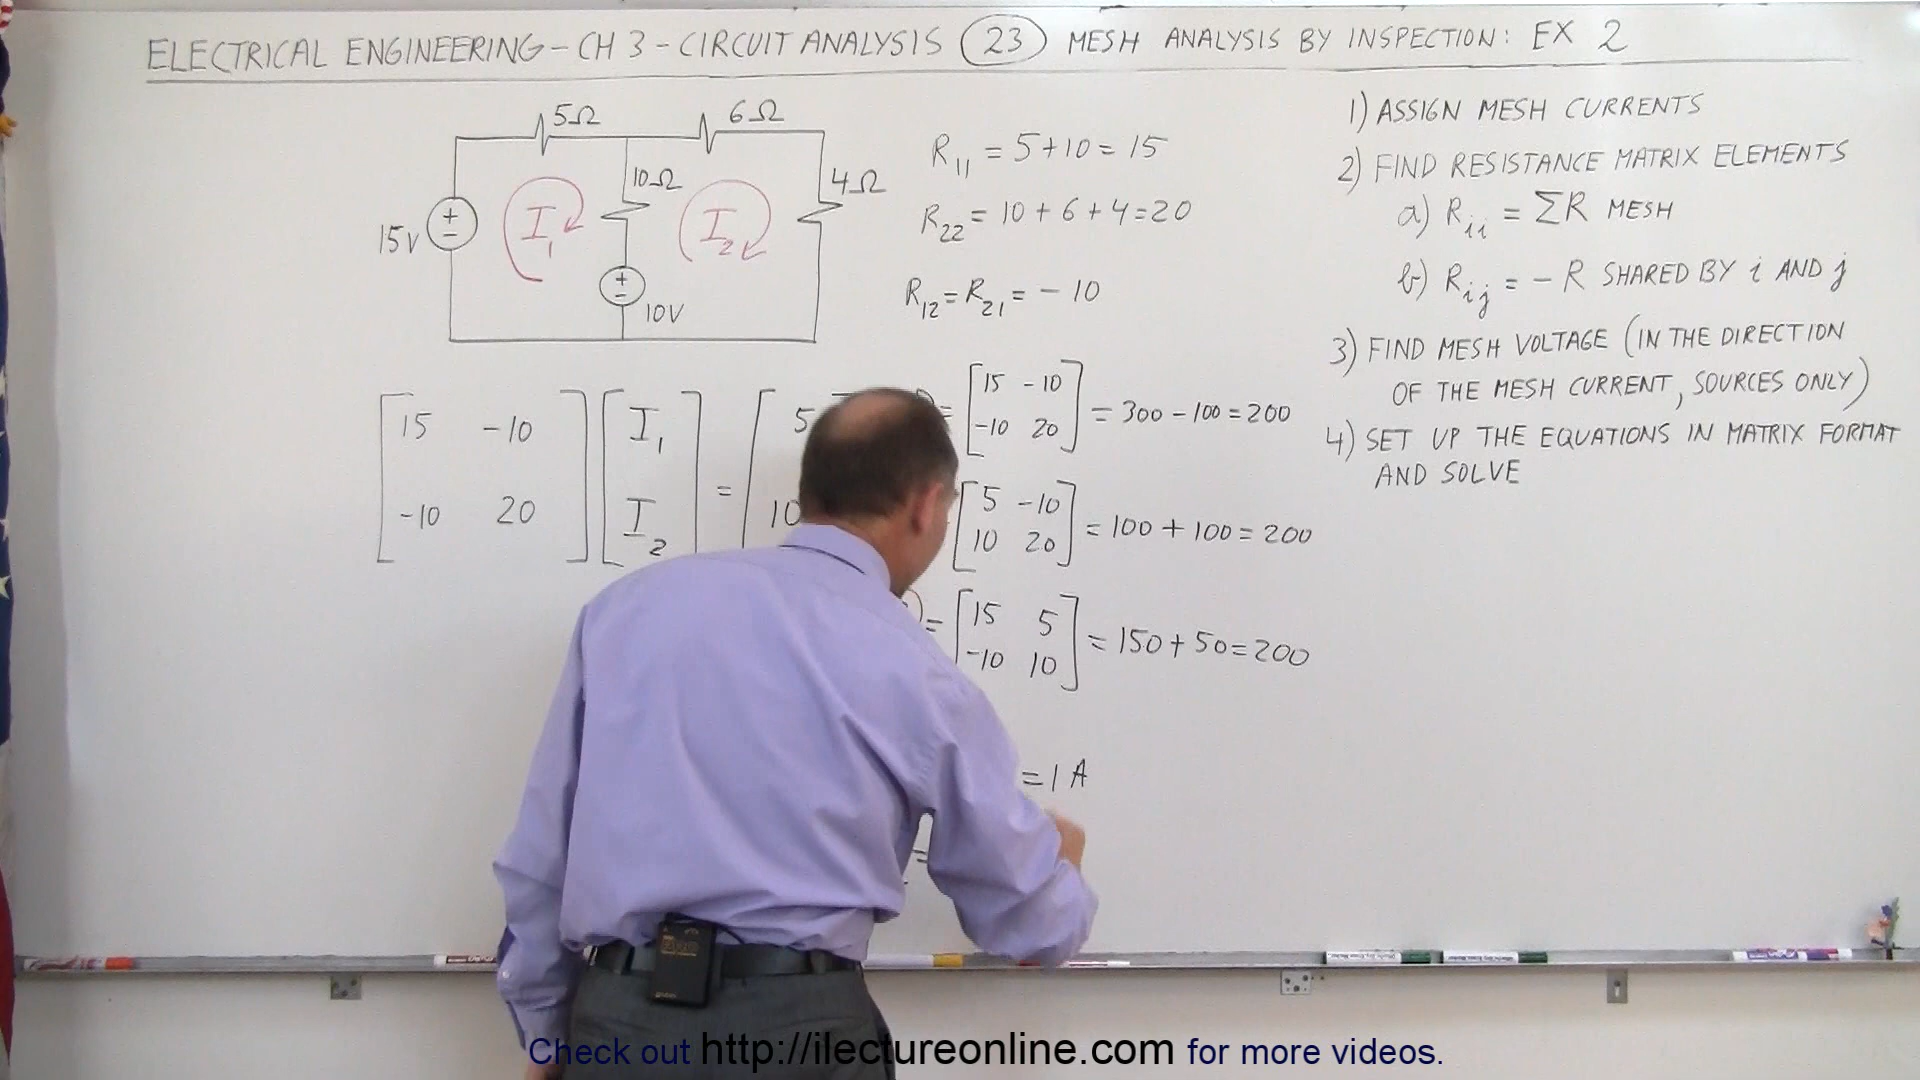 ELECTRICAL ENGINEERING – CH 3 – CIRCUIT ANALYSIS 23 MESH ANALYSIS BY INSPECTION: EX 2
5Ω 6Ω
10Ω 4Ω
+ − 15V
I₁ I₂
+ − 10V
R₁₁ = 5+10 = 15
R₂₂ = 10 + 6 + 4 = 20
R₁₂ = R₂₁ = − 10
1) ASSIGN MESH CURRENTS
2) FIND RESISTANCE MATRIX ELEMENTS
a) Rᵢᵢ = ΣR MESH
b) Rᵢⱼ = − R SHARED BY i AND j
3) FIND MESH VOLTAGE (IN THE DIRECTION
OF THE MESH CURRENT, SOURCES ONLY)
4) SET UP THE EQUATIONS IN MATRIX FORMAT
AND SOLVE
15 −10 I₁ 5
−10 20 I₂ = 10
= 15 −10 = 300 − 100 = 200
−10 20
5 −10 = 100 + 100 = 200
10 20
= 15 5 = 150 + 50 = 200
−10 10
= 1 A
=
Check out http://ilectureonline.com for more videos.